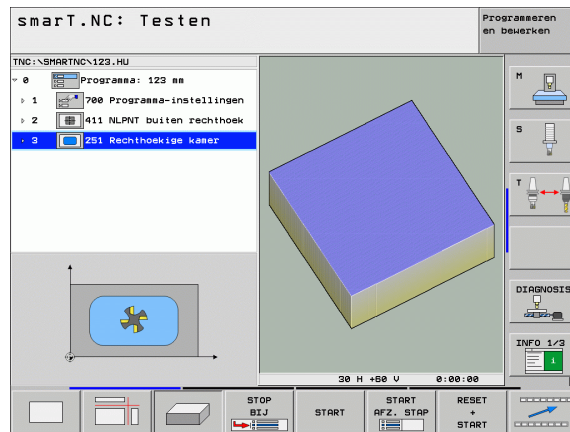 smarT.NC: Testen
Programmeren
en bewerken
TNC:\SMARTNC\123.HU
0 Programma: 123 mm
1 700 Programma-instellingen
2 411 NLPNT buiten rechthoek
3 251 Rechthoekige kamer
M
S
T
DIAGNOSIS
INFO 1/3
i
30 H +60 V 0:00:00
STOP
BIJ
START
START
AFZ. STAP
RESET
+
START